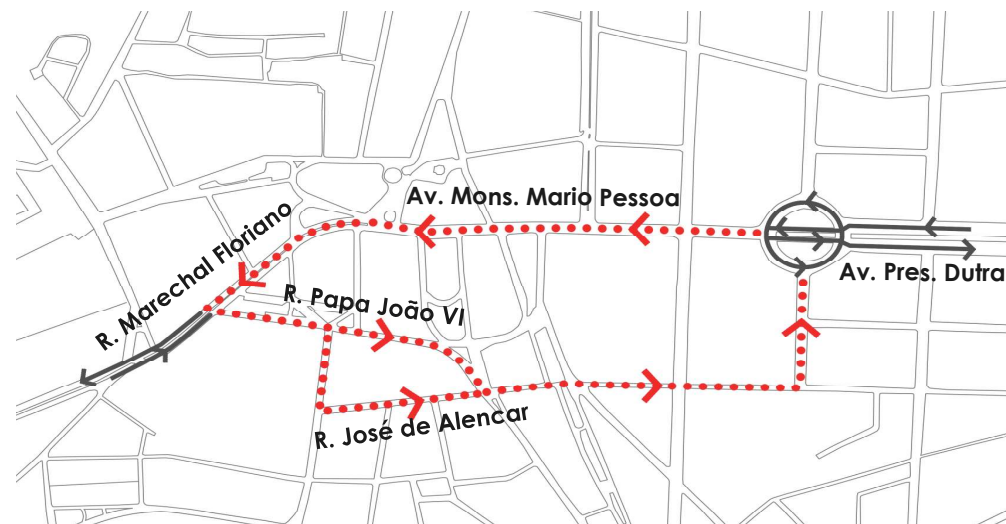 Av. Mons. Mario Pessoa
R. Marechal Floriano
Av. Pres. Dutra
R. Papa João VI
R. José de Alencar